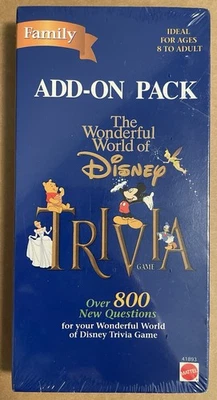 Family
IDEAL
FOR AGES
8 TO ADULT
ADD-ON PACK
The
Wonderful
World of
Disney
TRIVIA
GAME
Over 800
New Questions
for your Wonderful World
of Disney Trivia Game
41893
MATTEL